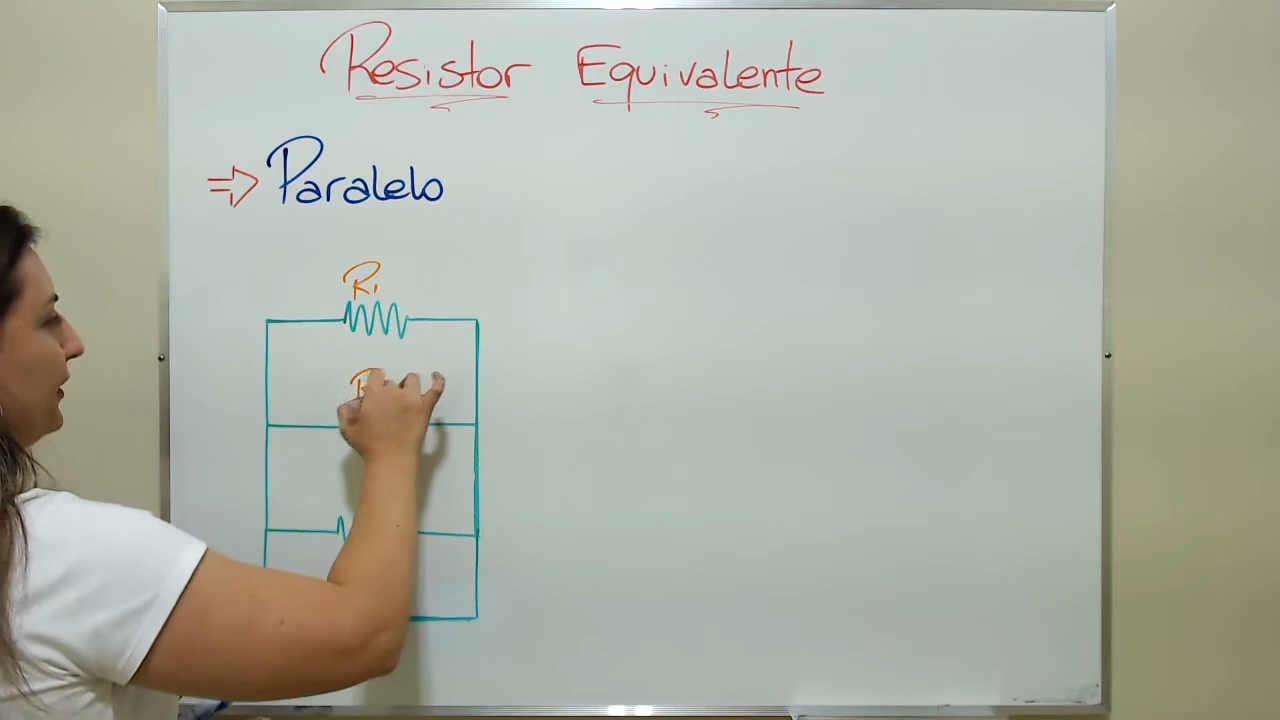 Resistor Equivalente
⇒ Paralelo
R1
R